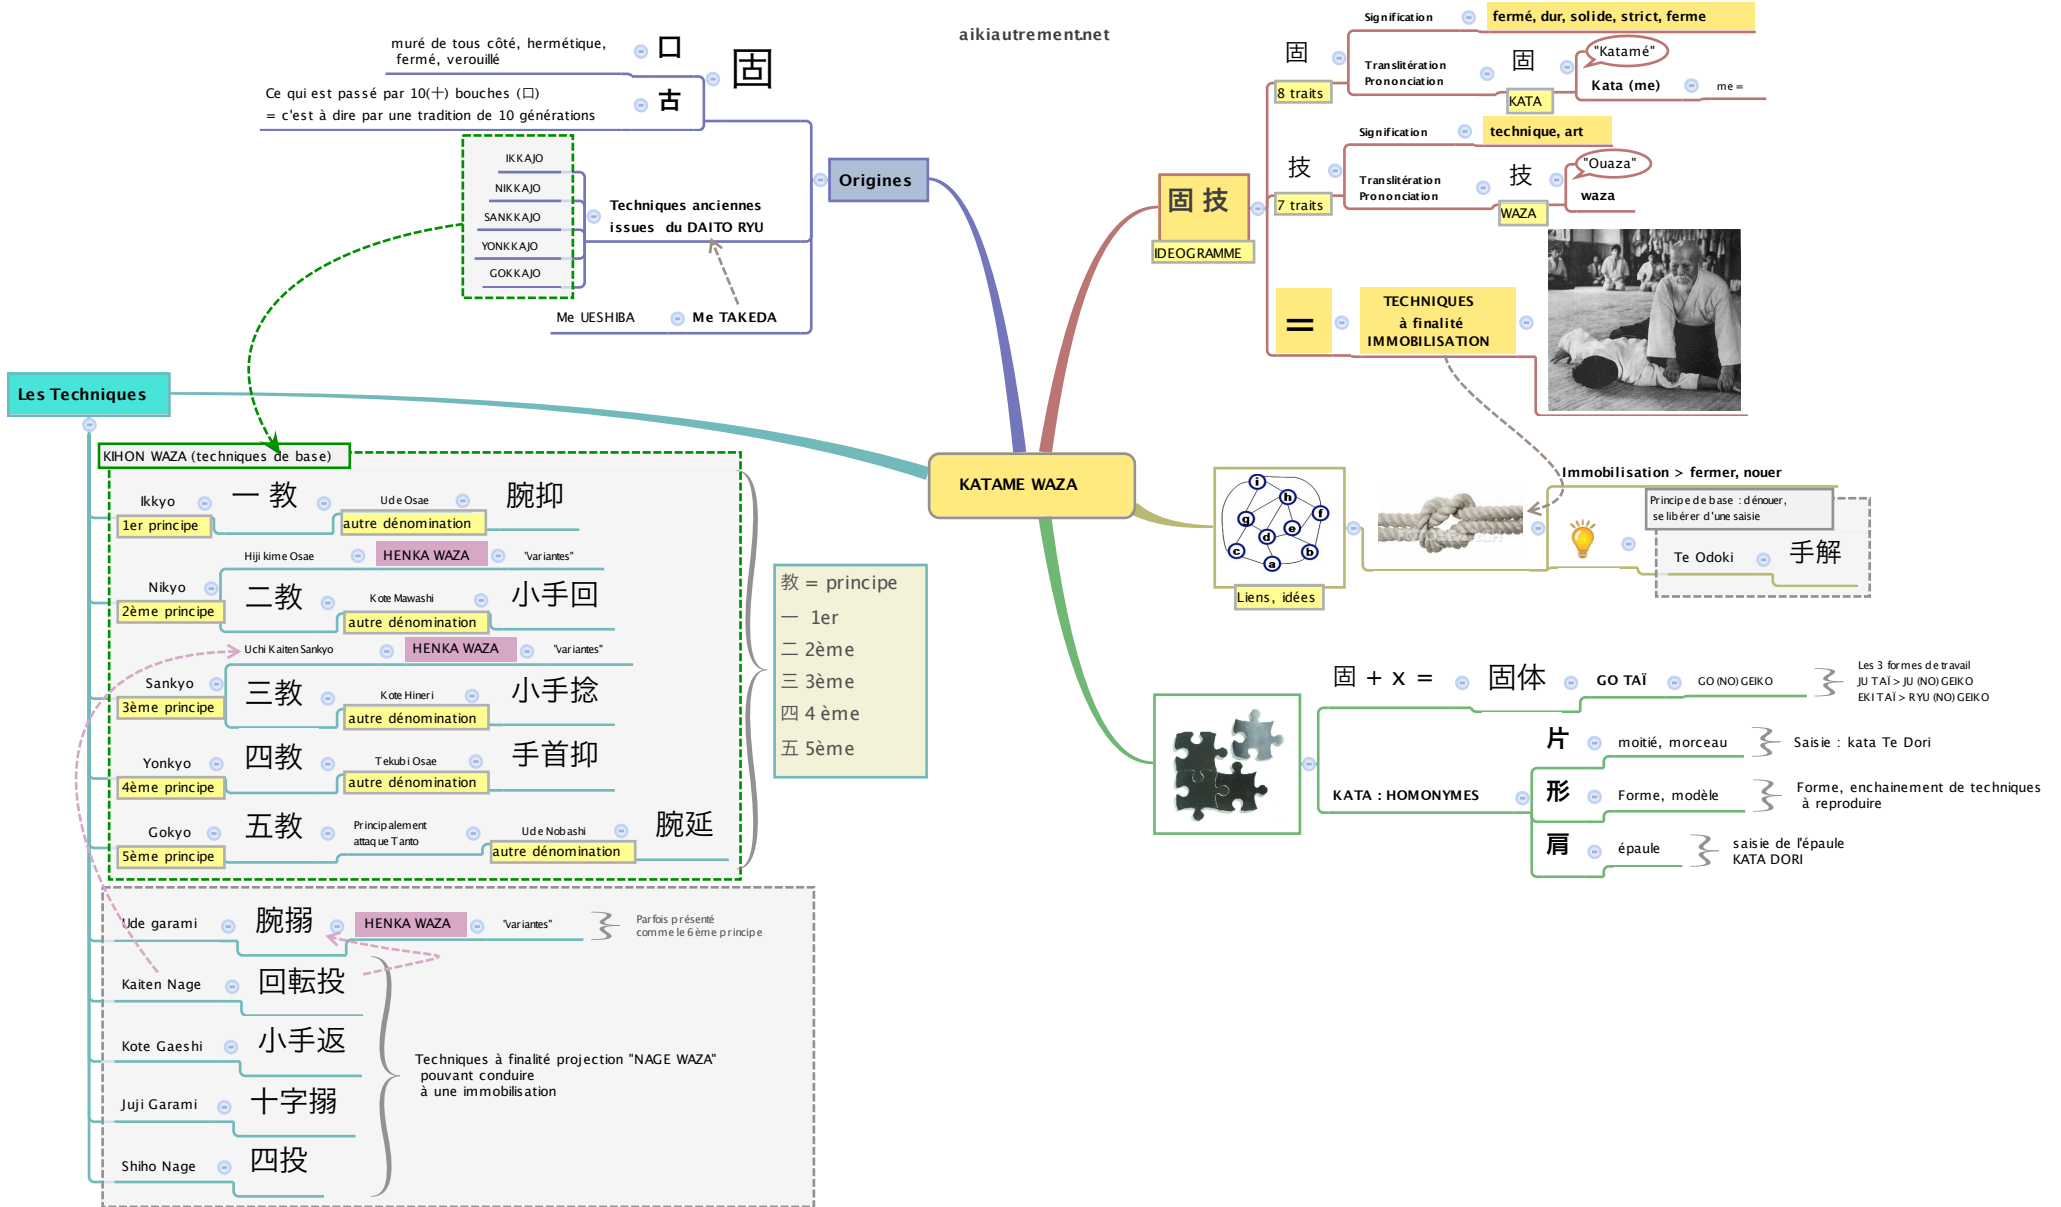 aikiautrement.net
KATAME WAZA
Origines
固
口
muré de tous côté, hermétique,
fermé, verouillé
古
Ce qui est passé par 10(十) bouches (口)
= c'est à dire par une tradition de 10 générations
Techniques anciennes
issues du DAITO RYU
IKKAJO
NIKKAJO
SANKKAJO
YONKKAJO
GOKKAJO
Me TAKEDA
Me UESHIBA
固 技
IDEOGRAMME
固
8 traits
Signification
fermé, dur, solide, strict, ferme
Translitération
Prononciation
固
KATA
"Katamé"
Kata (me)
me =
技
7 traits
Signification
technique, art
Translitération
Prononciation
技
WAZA
"Ouaza"
waza
=
TECHNIQUES
à finalité
IMMOBILISATION
i
h
g
f
e
d
c
b
a
Liens, idées
Immobilisation > fermer, nouer
Principe de base : dénouer,
se libérer d'une saisie
Te Odoki
手解
固 + x =
固体
GO TAÏ
GO (NO) GEIKO
Les 3 formes de travail
JU TAÏ > JU (NO) GEIKO
EKI TAÏ > RYU (NO) GEIKO
KATA : HOMONYMES
片
moitié, morceau
Saisie : kata Te Dori
形
Forme, modèle
Forme, enchainement de techniques
à reproduire
肩
épaule
saisie de l'épaule
KATA DORI
Les Techniques
KIHON WAZA (techniques de base)
Ikkyo
1er principe
一 教
Ude Osae
autre dénomination
腕抑
Nikyo
2ème principe
Hiji kime Osae
HENKA WAZA
"variantes"
二教
Kote Mawashi
autre dénomination
小手回
Sankyo
3ème principe
Uchi Kaiten Sankyo
HENKA WAZA
"variantes"
三教
Kote Hineri
autre dénomination
小手捻
Yonkyo
4ème principe
四教
Tekubi Osae
autre dénomination
手首抑
Gokyo
5ème principe
五教
Principalement
attaque Tanto
Ude Nobashi
autre dénomination
腕延
教 = principe
一 1er
二 2ème
三 3ème
四 4 ème
五 5ème
Ude garami
腕搦
HENKA WAZA
"variantes"
Parfois présenté
comme le 6ème principe
Kaiten Nage
回転投
Kote Gaeshi
小手返
Juji Garami
十字搦
Shiho Nage
四投
Techniques à finalité projection "NAGE WAZA"
pouvant conduire
à une immobilisation